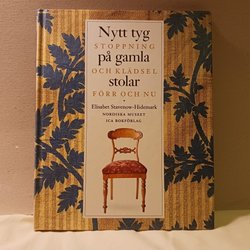 Nytt tyg
STOPPNING
på gamla
OCH KLÄDSEL
stolar
FÖRR OCH NU
Elisabet Stavenow-Hidemark
NORDISKA MUSEET
ICA BOKFÖRLAG